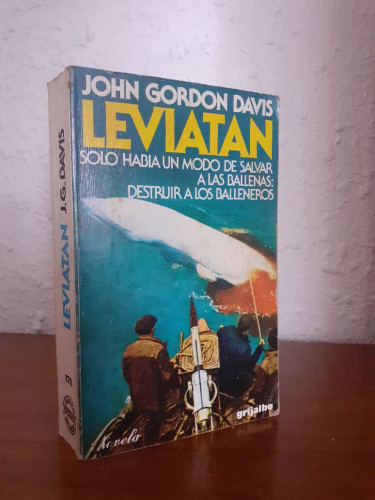 JOHN GORDON DAVIS
LEVIATAN
SOLO HABIA UN MODO DE SALVAR
A LAS BALLENAS:
DESTRUIR A LOS BALLENEROS
grijalbo
Novela
LEVIATAN J.G. DAVIS